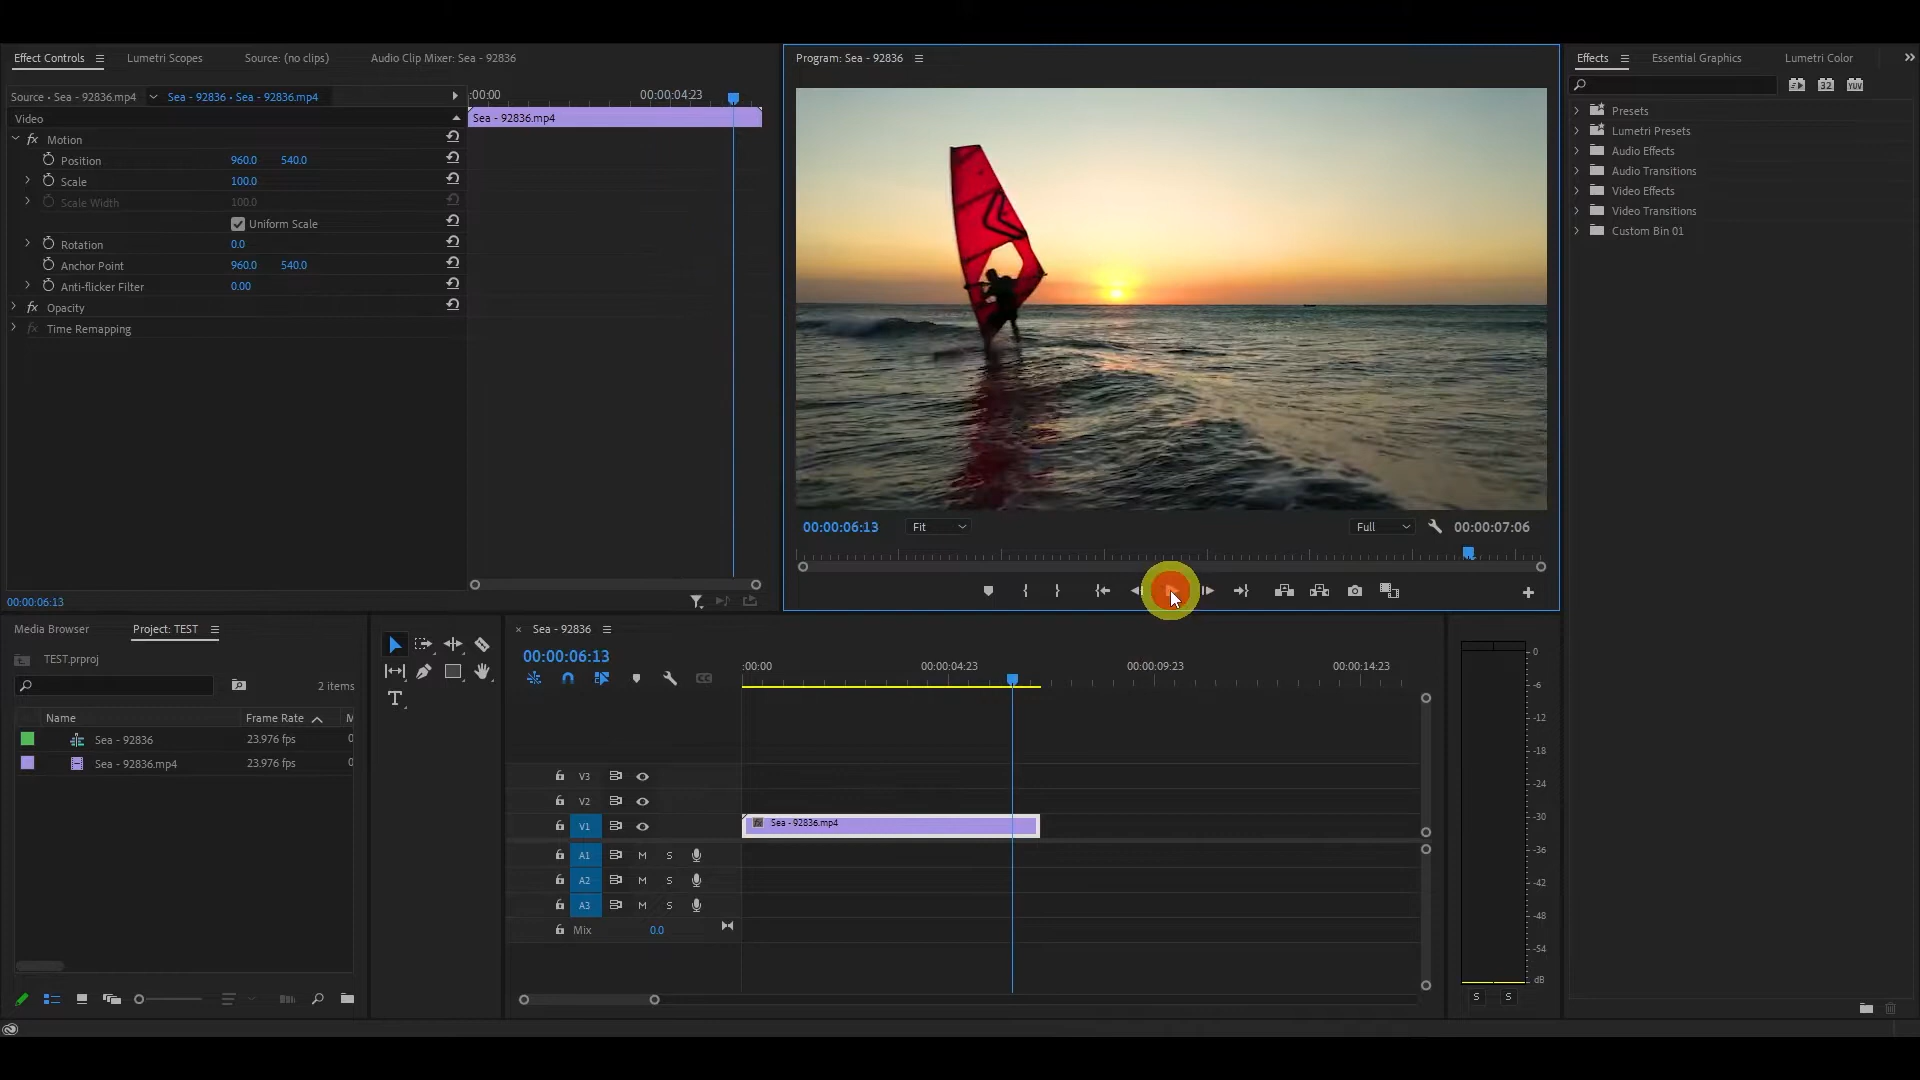 Effect Controls
Lumetri Scopes
Source: (no clips)
Audio Clip Mixer: Sea - 92836
Source • Sea - 92836.mp4
Sea - 92836 • Sea - 92836.mp4
:00:00
00:00:04:23
Video
Sea - 92836.mp4
fx Motion
Position 960.0 540.0
Scale 100.0
Scale Width 100.0
Uniform Scale
Rotation 0.0
Anchor Point 960.0 540.0
Anti-flicker Filter 0.00
fx Opacity
fx Time Remapping
00:00:06:13
Program: Sea - 92836
00:00:06:13
Fit
Full
00:00:07:06
Effects
Essential Graphics
Lumetri Color
32
YUV
Presets
Lumetri Presets
Audio Effects
Audio Transitions
Video Effects
Video Transitions
Custom Bin 01
Media Browser
Project: TEST
TEST.prproj
2 items
Name
Frame Rate
M
Sea - 92836 23.976 fps 0
Sea - 92836.mp4 23.976 fps 0
T
× Sea - 92836
00:00:06:13
:00:00
00:00:04:23
00:00:09:23
00:00:14:23
CC
V3
V2
V1
fx Sea - 92836.mp4
A1 M S
A2 M S
A3 M S
Mix 0.0
0
-6
-12
-18
-24
-30
-36
-42
-48
-54
dB
S S